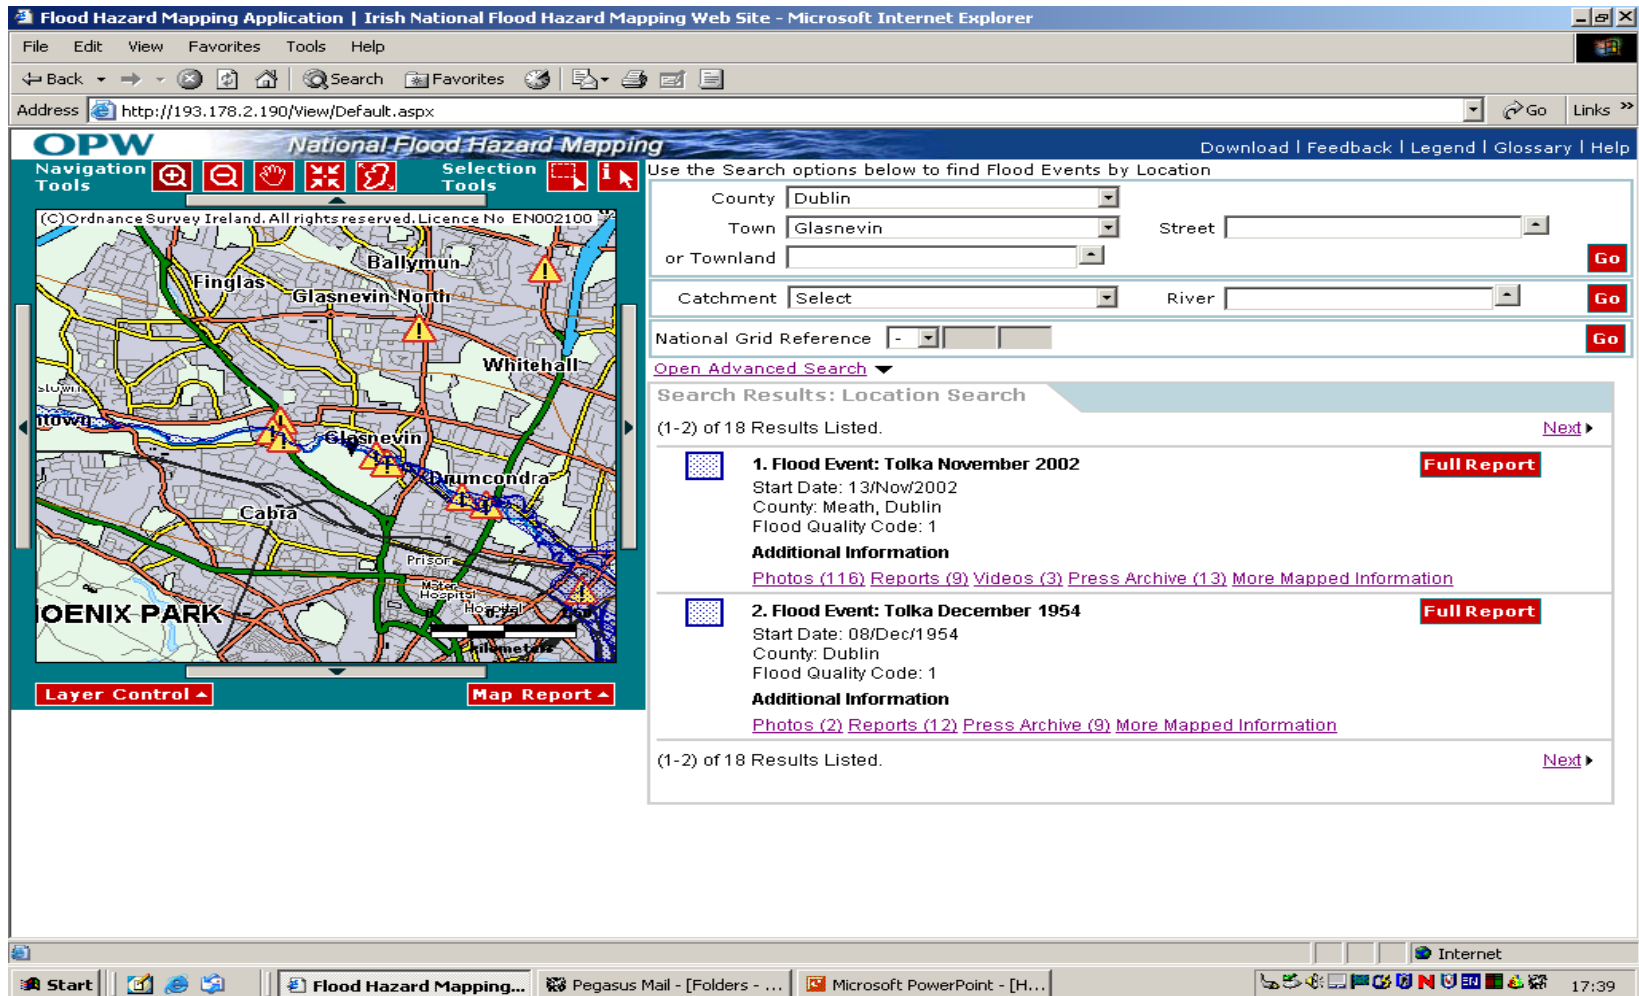 Flood Hazard Mapping Application | Irish National Flood Hazard Mapping Web Site - Microsoft Internet Explorer
File Edit View Favorites Tools Help
Back Search Favorites
Address http://193.178.2.190/View/Default.aspx Go Links »
OPW National Flood Hazard Mapping Download | Feedback | Legend | Glossary | Help
Navigation Tools Selection Tools
Use the Search options below to find Flood Events by Location
County Dublin
Town Glasnevin Street
or Townland Go
Catchment Select River Go
National Grid Reference - Go
Open Advanced Search
(C)Ordnance Survey Ireland. All rights reserved. Licence No EN002100
Ballymun
Finglas
Glasnevin North
Whitehall
Glasnevin
Drumcondra
Cabra
Prison
Mater
Hospital
Hospital
OENIX PARK
kilometers
Layer Control Map Report
Search Results: Location Search
(1-2) of 18 Results Listed. Next
1. Flood Event: Tolka November 2002 Full Report
Start Date: 13/Nov/2002
County: Meath, Dublin
Flood Quality Code: 1
Additional Information
Photos (116) Reports (9) Videos (3) Press Archive (13) More Mapped Information
2. Flood Event: Tolka December 1954 Full Report
Start Date: 08/Dec/1954
County: Dublin
Flood Quality Code: 1
Additional Information
Photos (2) Reports (12) Press Archive (9) More Mapped Information
(1-2) of 18 Results Listed. Next
Internet
Start Flood Hazard Mapping... Pegasus Mail - [Folders - ... Microsoft PowerPoint - [H... 17:39